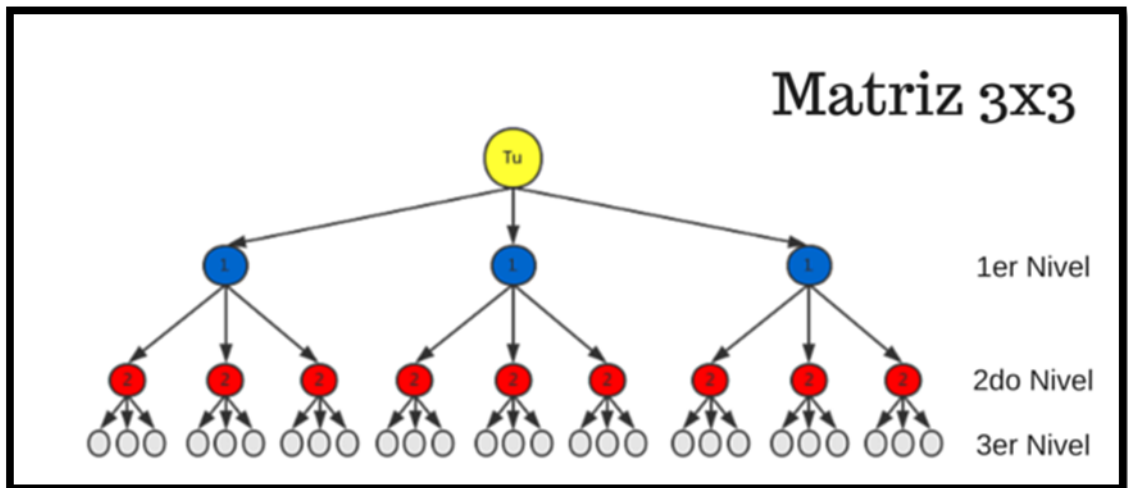 Matriz 3x3
Tu
1 1 1 1er Nivel
2 2 2 2 2 2 2 2 2 2do Nivel
3er Nivel